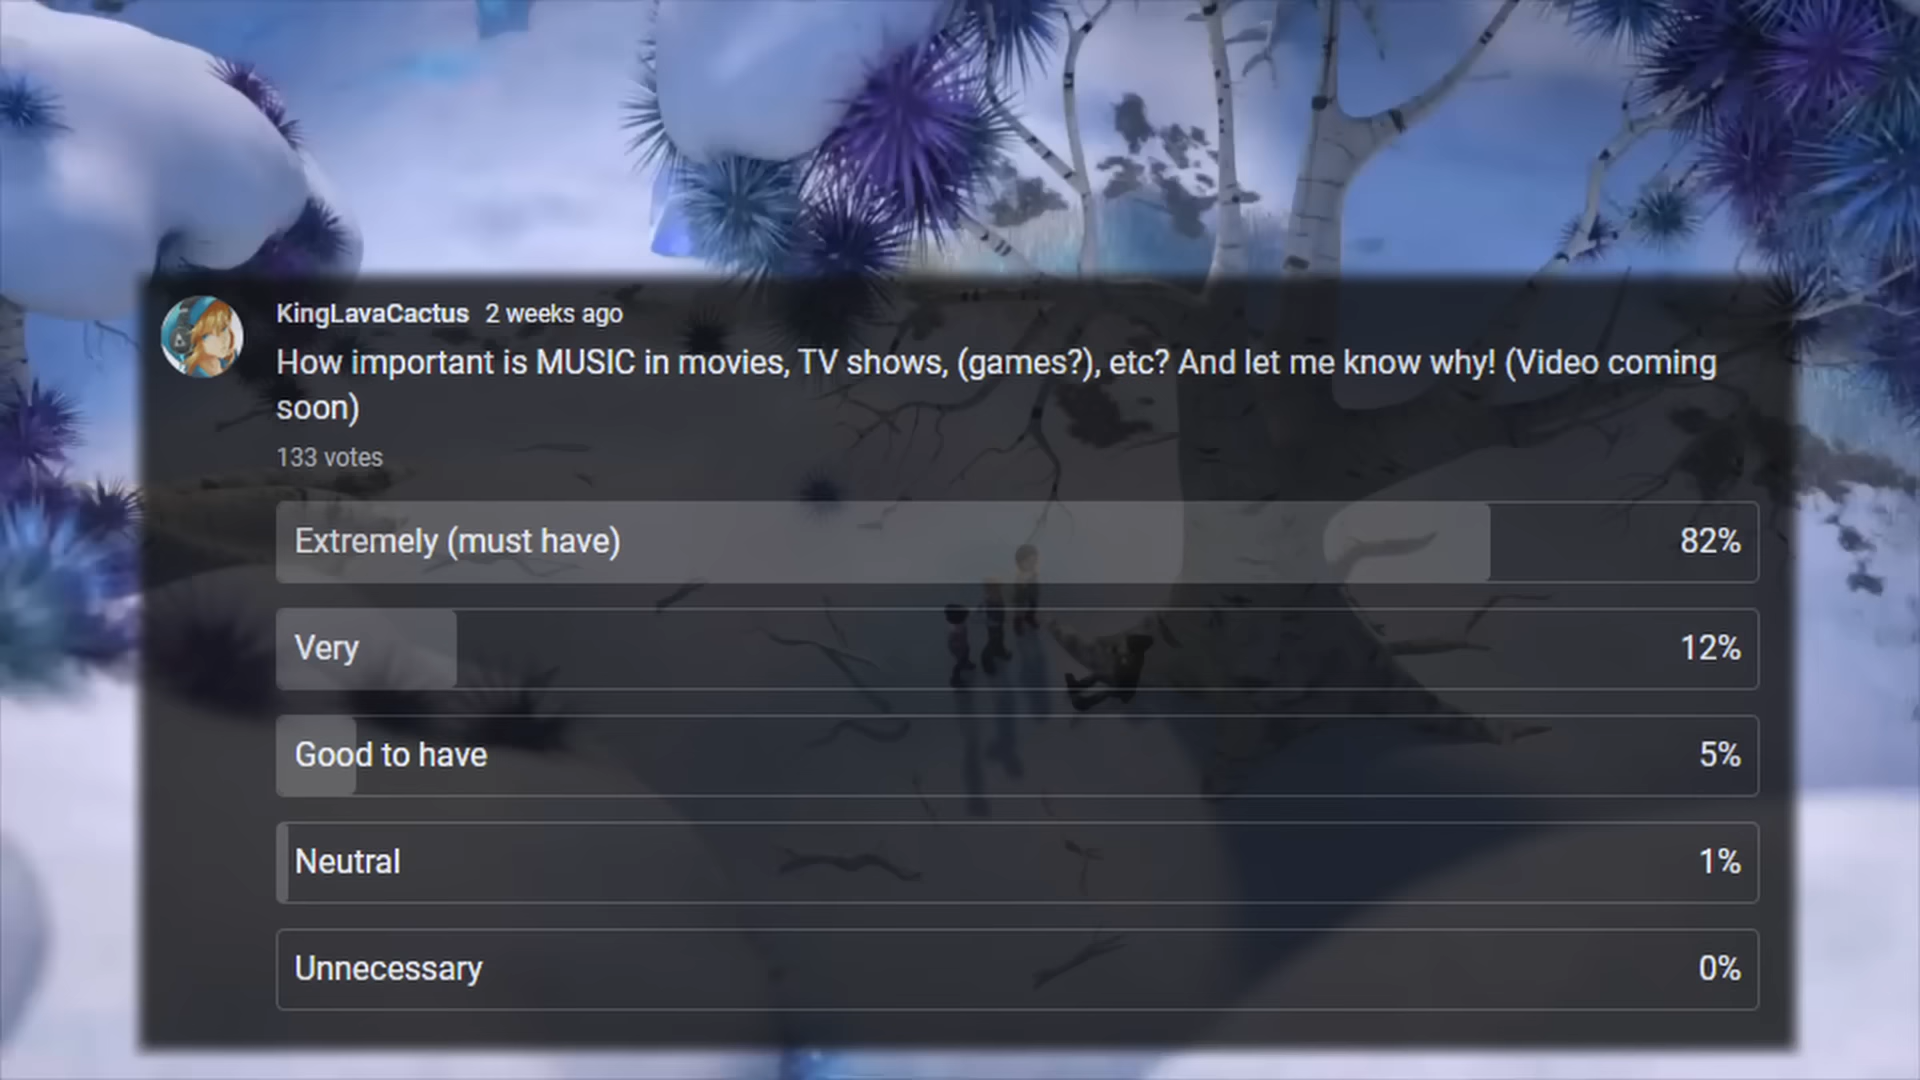 KingLavaCactus 2 weeks ago
How important is MUSIC in movies, TV shows, (games?), etc? And let me know why! (Video coming
soon)
133 votes
Extremely (must have) 82%
Very 12%
Good to have 5%
Neutral 1%
Unnecessary 0%